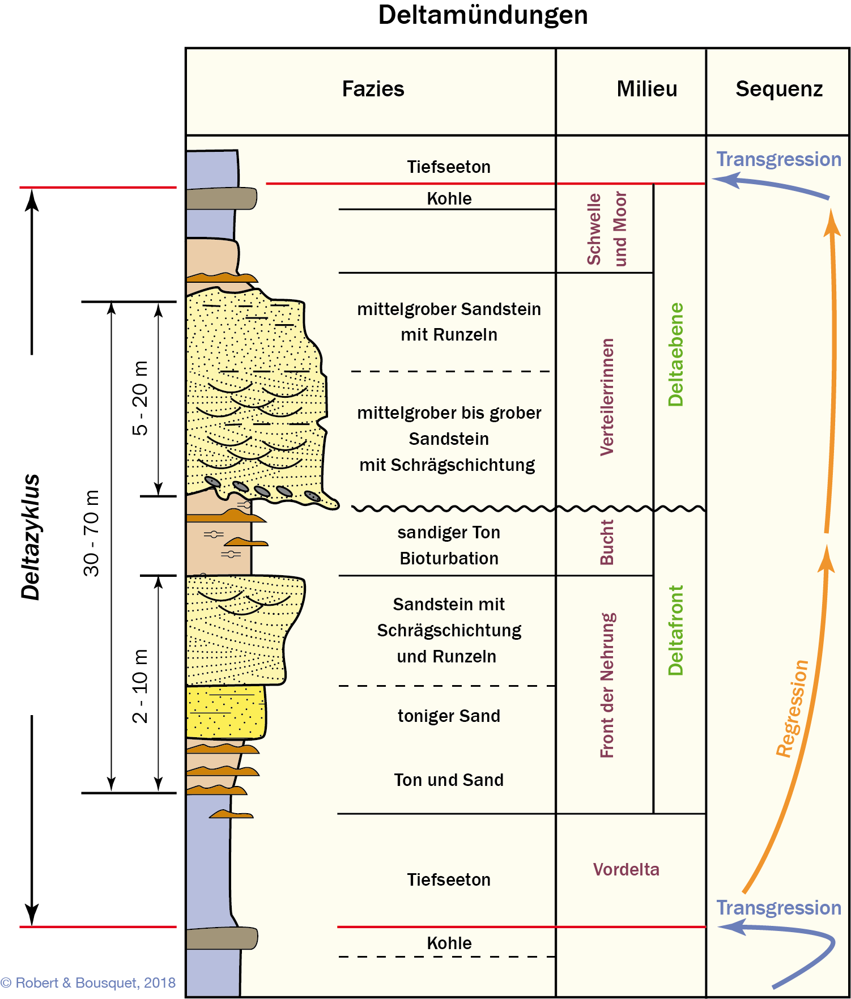 Deltamündungen
Fazies
Milieu
Sequenz
Tiefseeton
Transgression
Kohle
Schwelle
und Moor
mittelgrober Sandstein
mit Runzeln
mittelgrober bis grober
Sandstein
mit Schrägschichtung
Verteilerrinnen
Deltaebene
sandiger Ton
Bioturbation
Bucht
Sandstein mit
Schrägschichtung
und Runzeln
toniger Sand
Ton und Sand
Front der Nehrung
Deltafront
Regression
Tiefseeton
Vordelta
Transgression
Kohle
Deltazyklus
30 - 70 m
5 - 20 m
2 - 10 m
© Robert & Bousquet, 2018